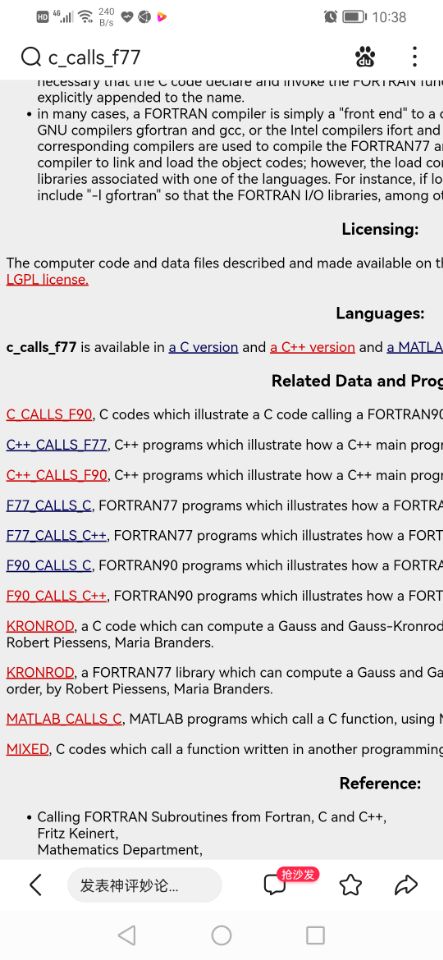 HD 4G 240 B/s 10:38
c_calls_f77 du
necessary that the C code declare and invoke the FORTRAN fun
explicitly appended to the name.
• in many cases, a FORTRAN compiler is simply a "front end" to a c
GNU compilers gfortran and gcc, or the Intel compilers ifort and
corresponding compilers are used to compile the FORTRAN77 a
compiler to link and load the object codes; however, the load co
libraries associated with one of the languages. For instance, if lo
include "-l gfortran" so that the FORTRAN I/O libraries, among ot
Licensing:
The computer code and data files described and made available on t
LGPL license.
Languages:
c_calls_f77 is available in a C version and a C++ version and a MATLA
Related Data and Prog
C_CALLS_F90, C codes which illustrate a C code calling a FORTRAN90
C++_CALLS_F77, C++ programs which illustrate how a C++ main progr
C++_CALLS_F90, C++ programs which illustrate how a C++ main progr
F77_CALLS_C, FORTRAN77 programs which illustrates how a FORTRA
F77_CALLS_C++, FORTRAN77 programs which illustrates how a FORT
F90_CALLS_C, FORTRAN90 programs which illustrates how a FORTRA
F90_CALLS_C++, FORTRAN90 programs which illustrates how a FORT
KRONROD, a C code which can compute a Gauss and Gauss-Kronrod
Robert Piessens, Maria Branders.
KRONROD, a FORTRAN77 library which can compute a Gauss and Ga
order, by Robert Piessens, Maria Branders.
MATLAB_CALLS_C, MATLAB programs which call a C function, using M
MIXED, C codes which call a function written in another programming
Reference:
• Calling FORTRAN Subroutines from Fortran, C and C++,
Fritz Keinert,
Mathematics Department,
发表神评妙论... 抢沙发